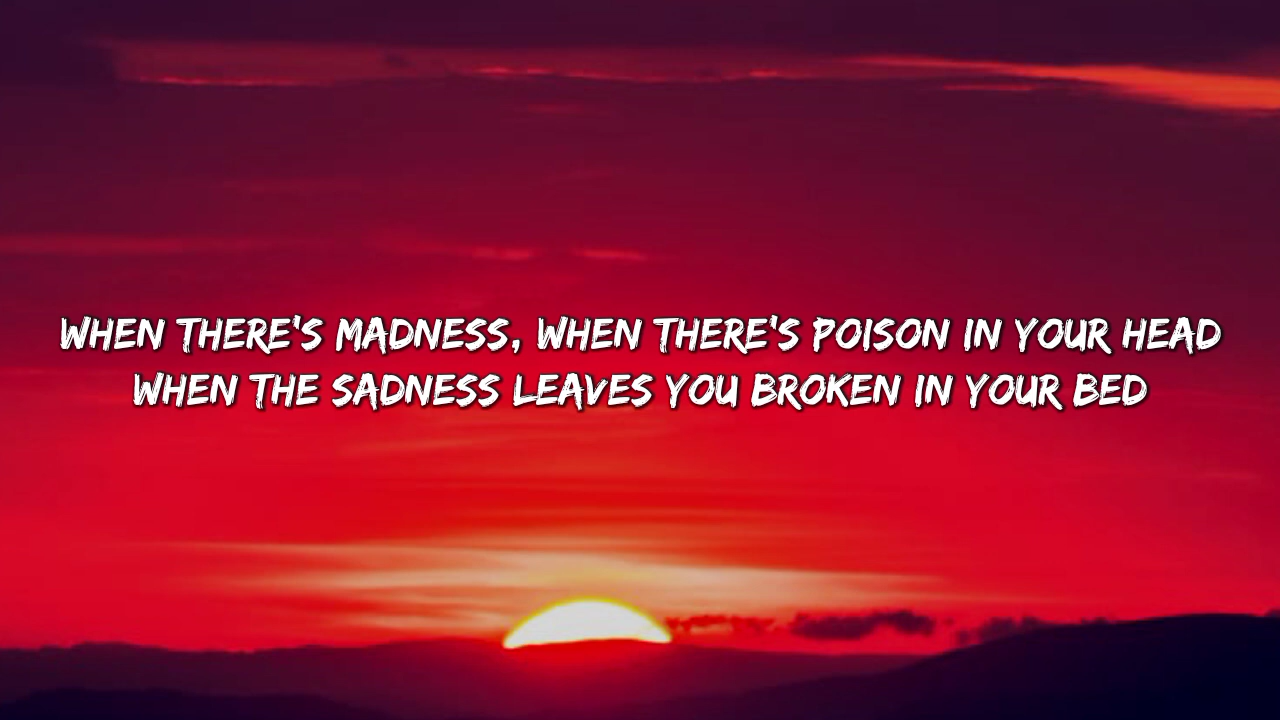 WHEN THERE'S MADNESS, WHEN THERE'S POISON IN YOUR HEAD
WHEN THE SADNESS LEAVES YOU BROKEN IN YOUR BED